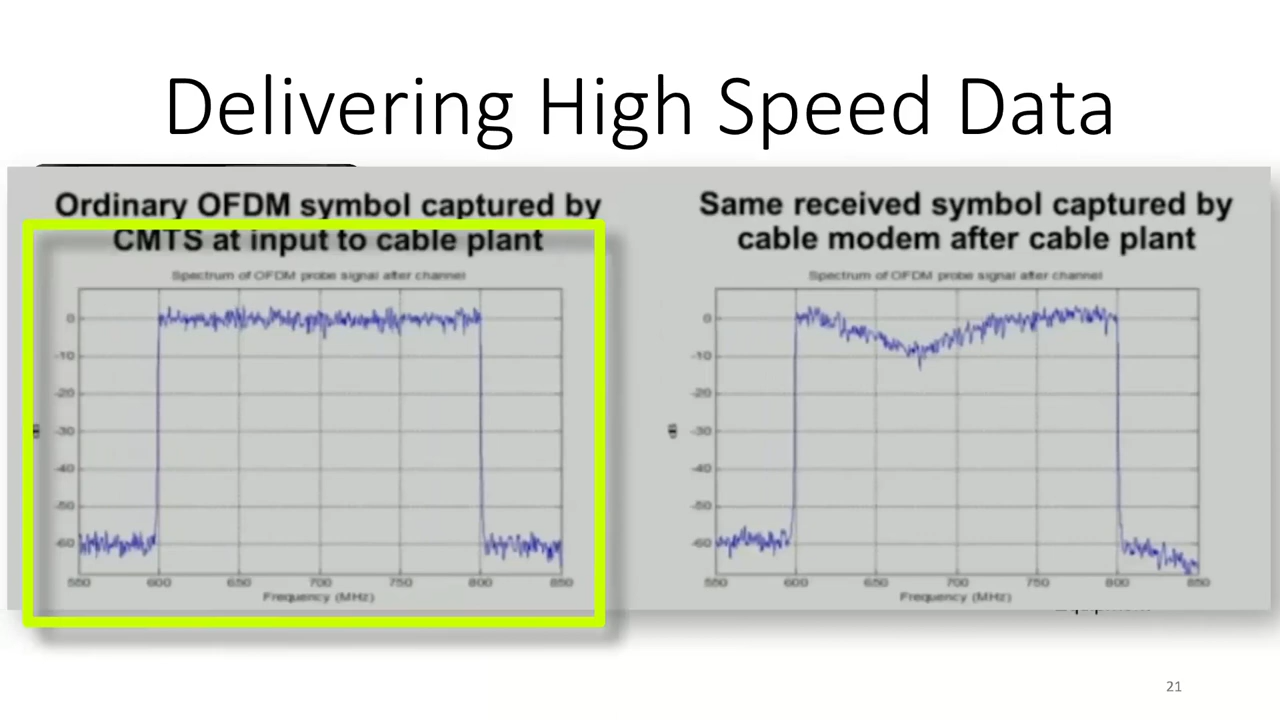 Delivering High Speed Data
Ordinary OFDM symbol captured by
CMTS at input to cable plant
Spectrum of OFDM probe signal after channel
0
-10
-20
-30
-40
-50
-60
dB
550 600 650 700 750 800 850
Frequency (MHz)
Same received symbol captured by
cable modem after cable plant
Spectrum of OFDM probe signal after channel
0
-10
-20
-30
-40
-50
-60
dB
550 600 650 700 750 800 850
Frequency (MHz)
21